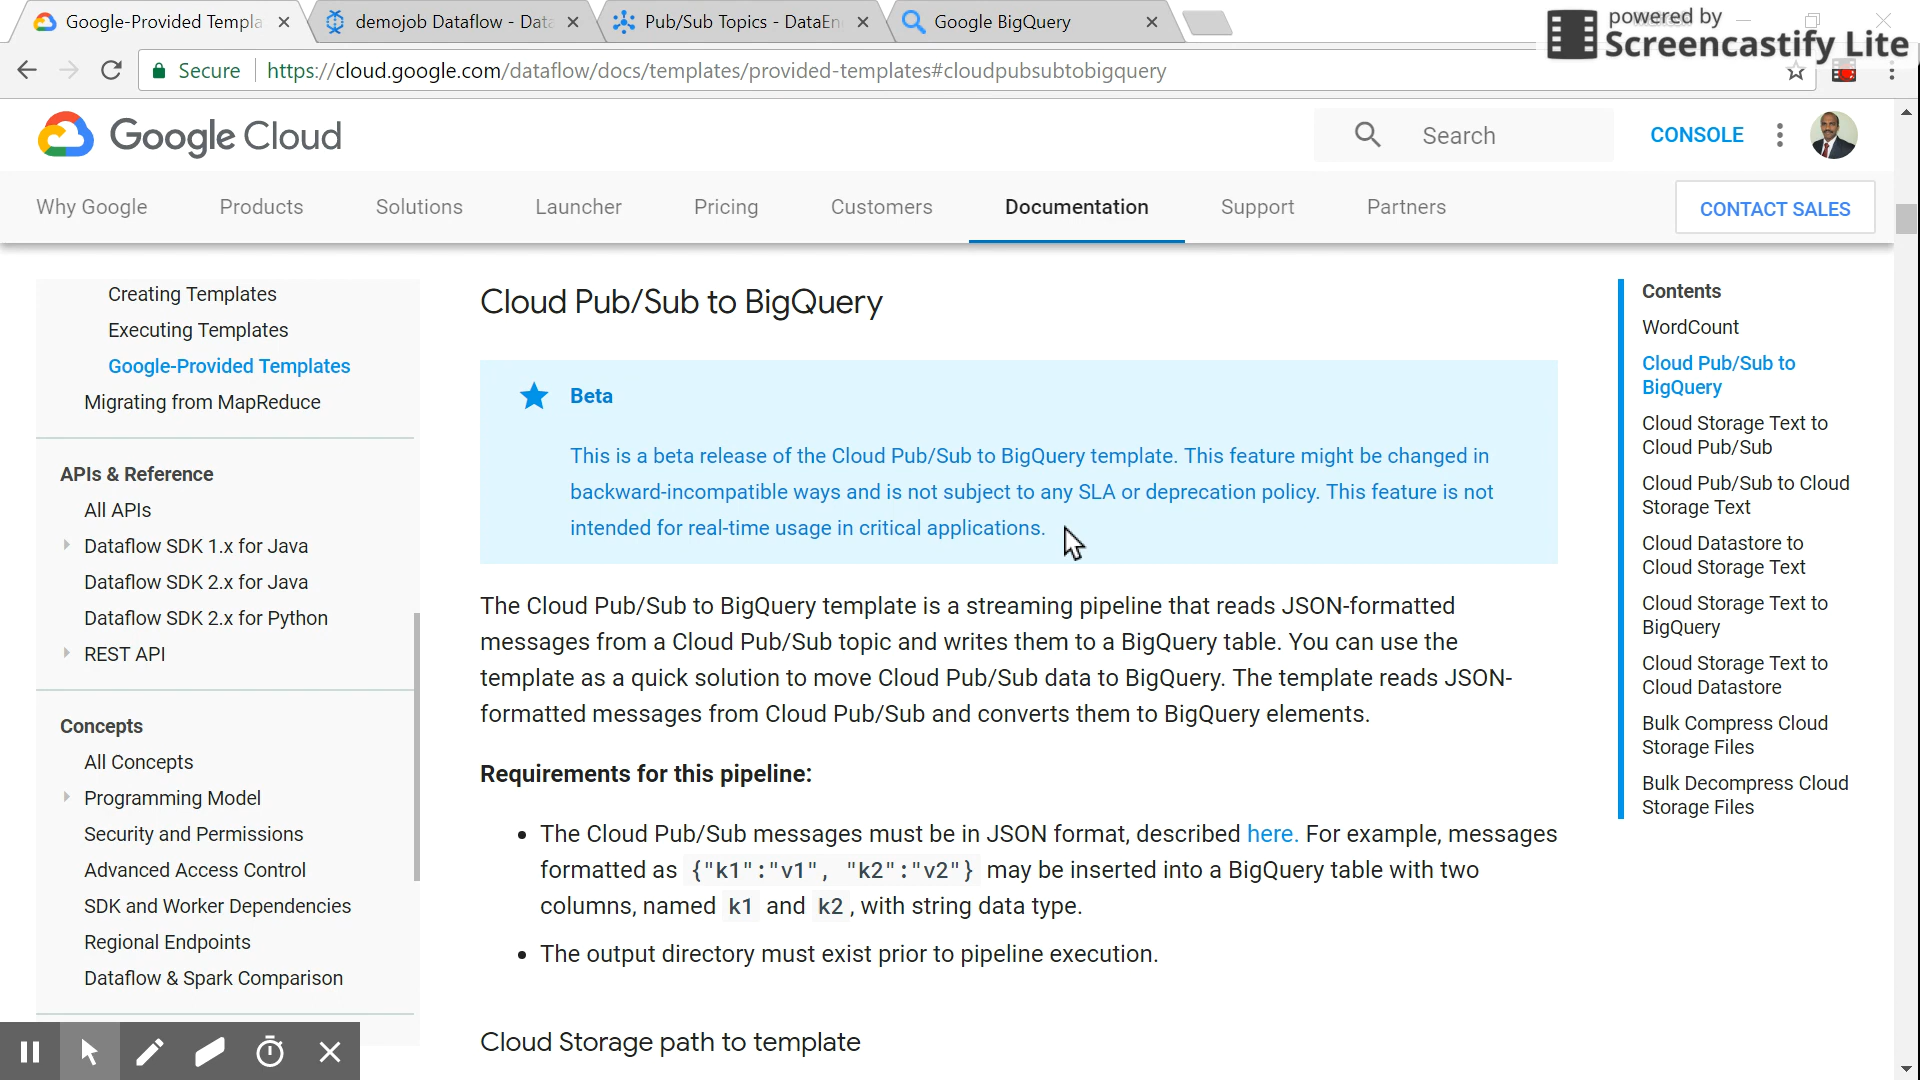 Google-Provided Templa
demojob Dataflow - Data
Pub/Sub Topics - DataEn
Google BigQuery
powered by
Screencastify Lite
Secure
https://cloud.google.com/dataflow/docs/templates/provided-templates#cloudpubsubtobigquery
Google Cloud
Search
CONSOLE
Why Google
Products
Solutions
Launcher
Pricing
Customers
Documentation
Support
Partners
CONTACT SALES
Creating Templates
Executing Templates
Google-Provided Templates
Migrating from MapReduce
APIs & Reference
All APIs
Dataflow SDK 1.x for Java
Dataflow SDK 2.x for Java
Dataflow SDK 2.x for Python
REST API
Concepts
All Concepts
Programming Model
Security and Permissions
Advanced Access Control
SDK and Worker Dependencies
Regional Endpoints
Dataflow & Spark Comparison
Cloud Pub/Sub to BigQuery
Beta
This is a beta release of the Cloud Pub/Sub to BigQuery template. This feature might be changed in
backward-incompatible ways and is not subject to any SLA or deprecation policy. This feature is not
intended for real-time usage in critical applications.
The Cloud Pub/Sub to BigQuery template is a streaming pipeline that reads JSON-formatted
messages from a Cloud Pub/Sub topic and writes them to a BigQuery table. You can use the
template as a quick solution to move Cloud Pub/Sub data to BigQuery. The template reads JSON-
formatted messages from Cloud Pub/Sub and converts them to BigQuery elements.
Requirements for this pipeline:
The Cloud Pub/Sub messages must be in JSON format, described here. For example, messages
formatted as {"k1":"v1", "k2":"v2"} may be inserted into a BigQuery table with two
columns, named k1 and k2, with string data type.
The output directory must exist prior to pipeline execution.
Cloud Storage path to template
Contents
WordCount
Cloud Pub/Sub to
BigQuery
Cloud Storage Text to
Cloud Pub/Sub
Cloud Pub/Sub to Cloud
Storage Text
Cloud Datastore to
Cloud Storage Text
Cloud Storage Text to
BigQuery
Cloud Storage Text to
Cloud Datastore
Bulk Compress Cloud
Storage Files
Bulk Decompress Cloud
Storage Files